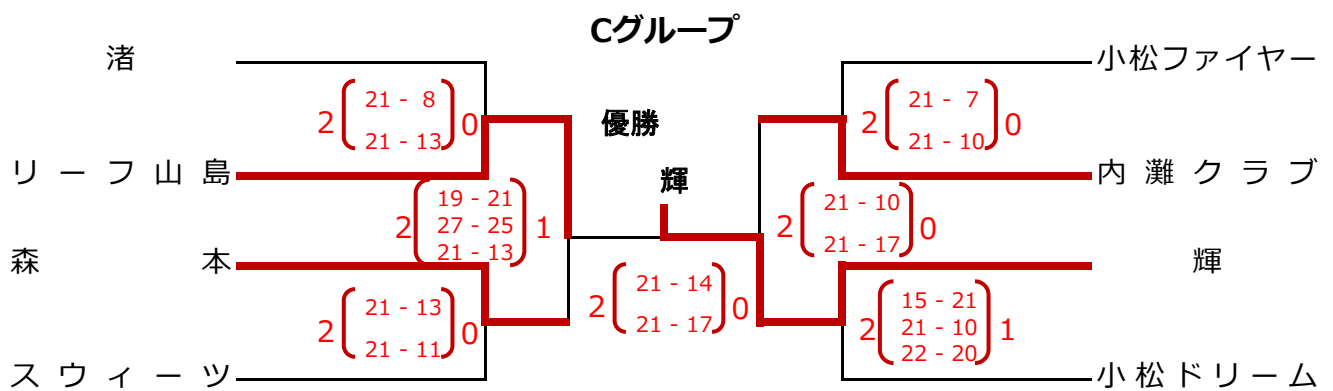 Cグループ
渚
小松ファイヤー
2 21 - 8 0
21 - 13
優勝
2 21 - 7 0
21 - 10
リーフ山島
輝
内灘クラブ
2 19 - 21 1
27 - 25
21 - 13
2 21 - 10 0
21 - 17
森本
輝
2 21 - 13 0
21 - 11
2 21 - 14 0
21 - 17
2 15 - 21 1
21 - 10
22 - 20
スウィーツ
小松ドリーム